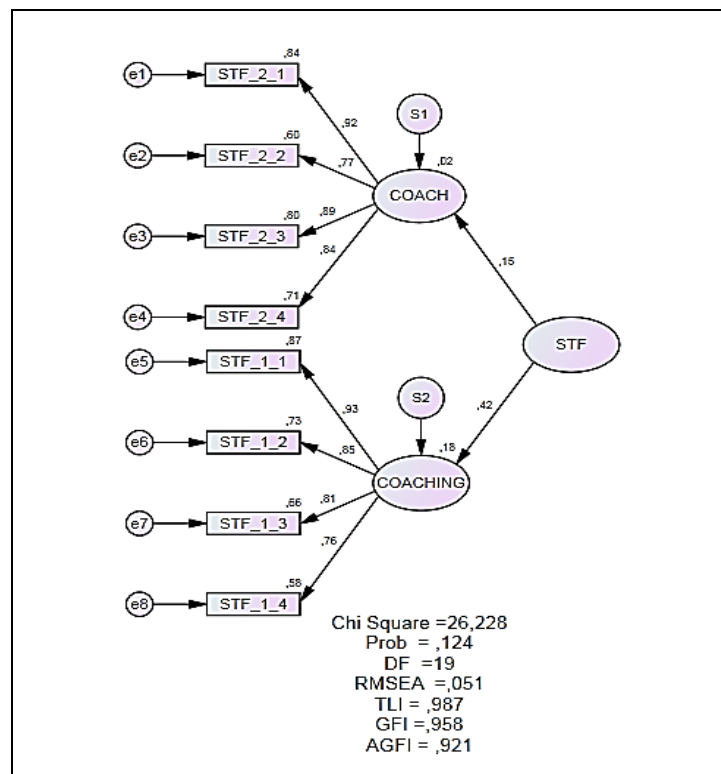 ,84
e1
STF_2_1
,92
S1
,60
e2
STF_2_2
,77
,02
COACH
,80
,89
e3
STF_2_3
,84
,15
,71
e4
STF_2_4
STF
,87
e5
STF_1_1
,93
S2
,42
,73
e6
STF_1_2
,85
,18
COACHING
,66
,81
e7
STF_1_3
,76
,58
e8
STF_1_4
Chi Square =26,228
Prob = ,124
DF =19
RMSEA =,051
TLI = ,987
GFI =,958
AGFI = ,921